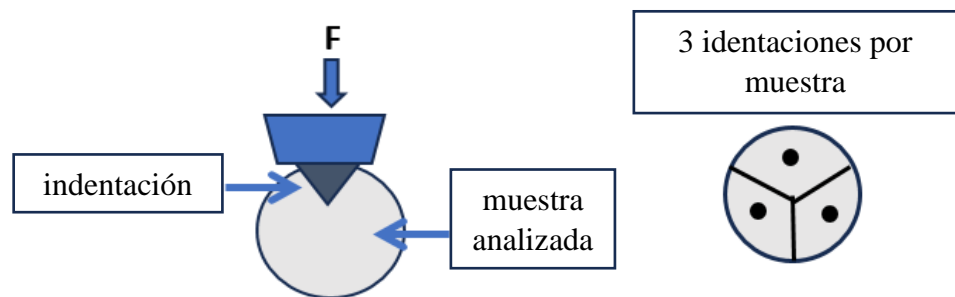 F
3 identaciones por
muestra
indentación
muestra
analizada